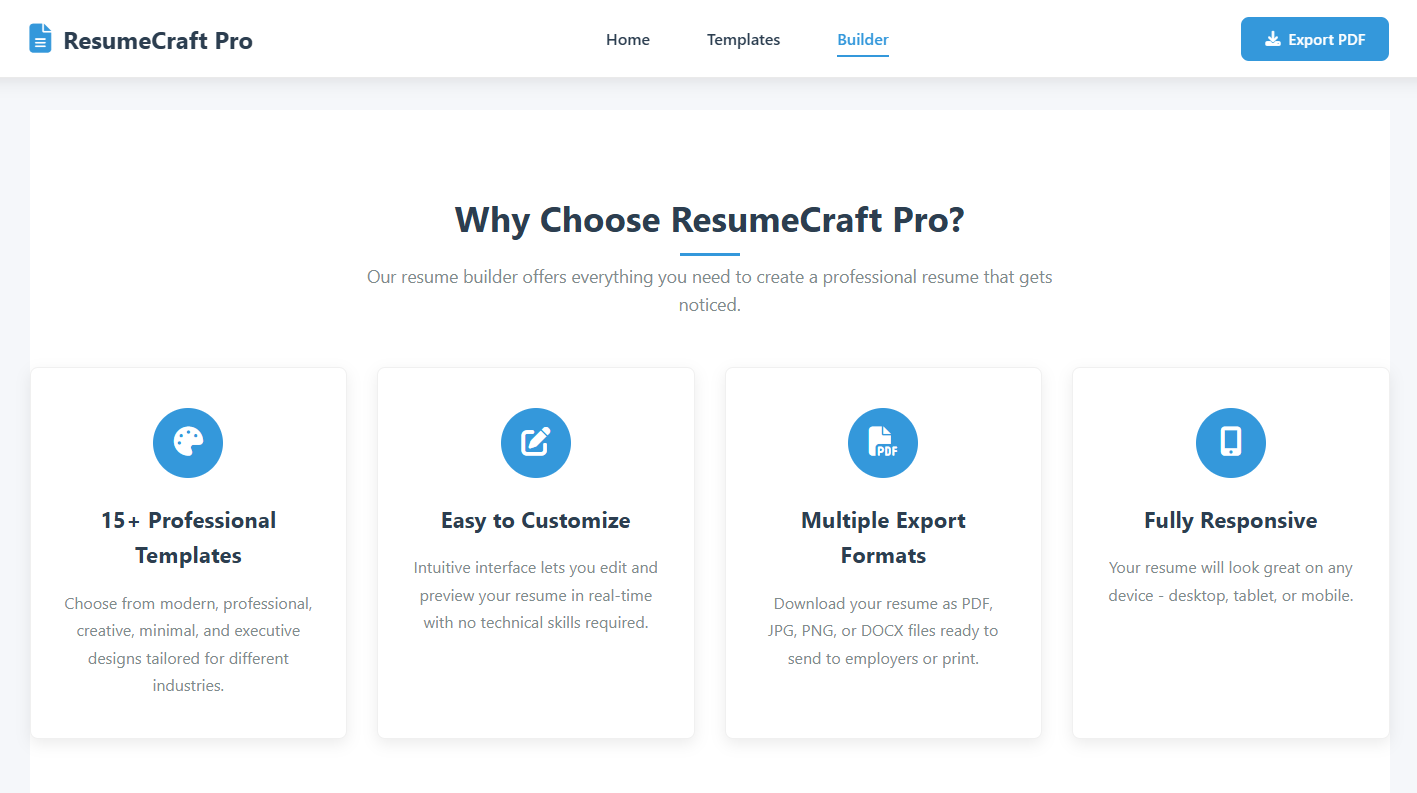 ResumeCraft Pro
Home
Templates
Builder
Export PDF
Why Choose ResumeCraft Pro?
Our resume builder offers everything you need to create a professional resume that gets
noticed.
15+ Professional
Templates
Choose from modern, professional,
creative, minimal, and executive
designs tailored for different
industries.
Easy to Customize
Intuitive interface lets you edit and
preview your resume in real-time
with no technical skills required.
PDF
Multiple Export
Formats
Download your resume as PDF,
JPG, PNG, or DOCX files ready to
send to employers or print.
Fully Responsive
Your resume will look great on any
device - desktop, tablet, or mobile.